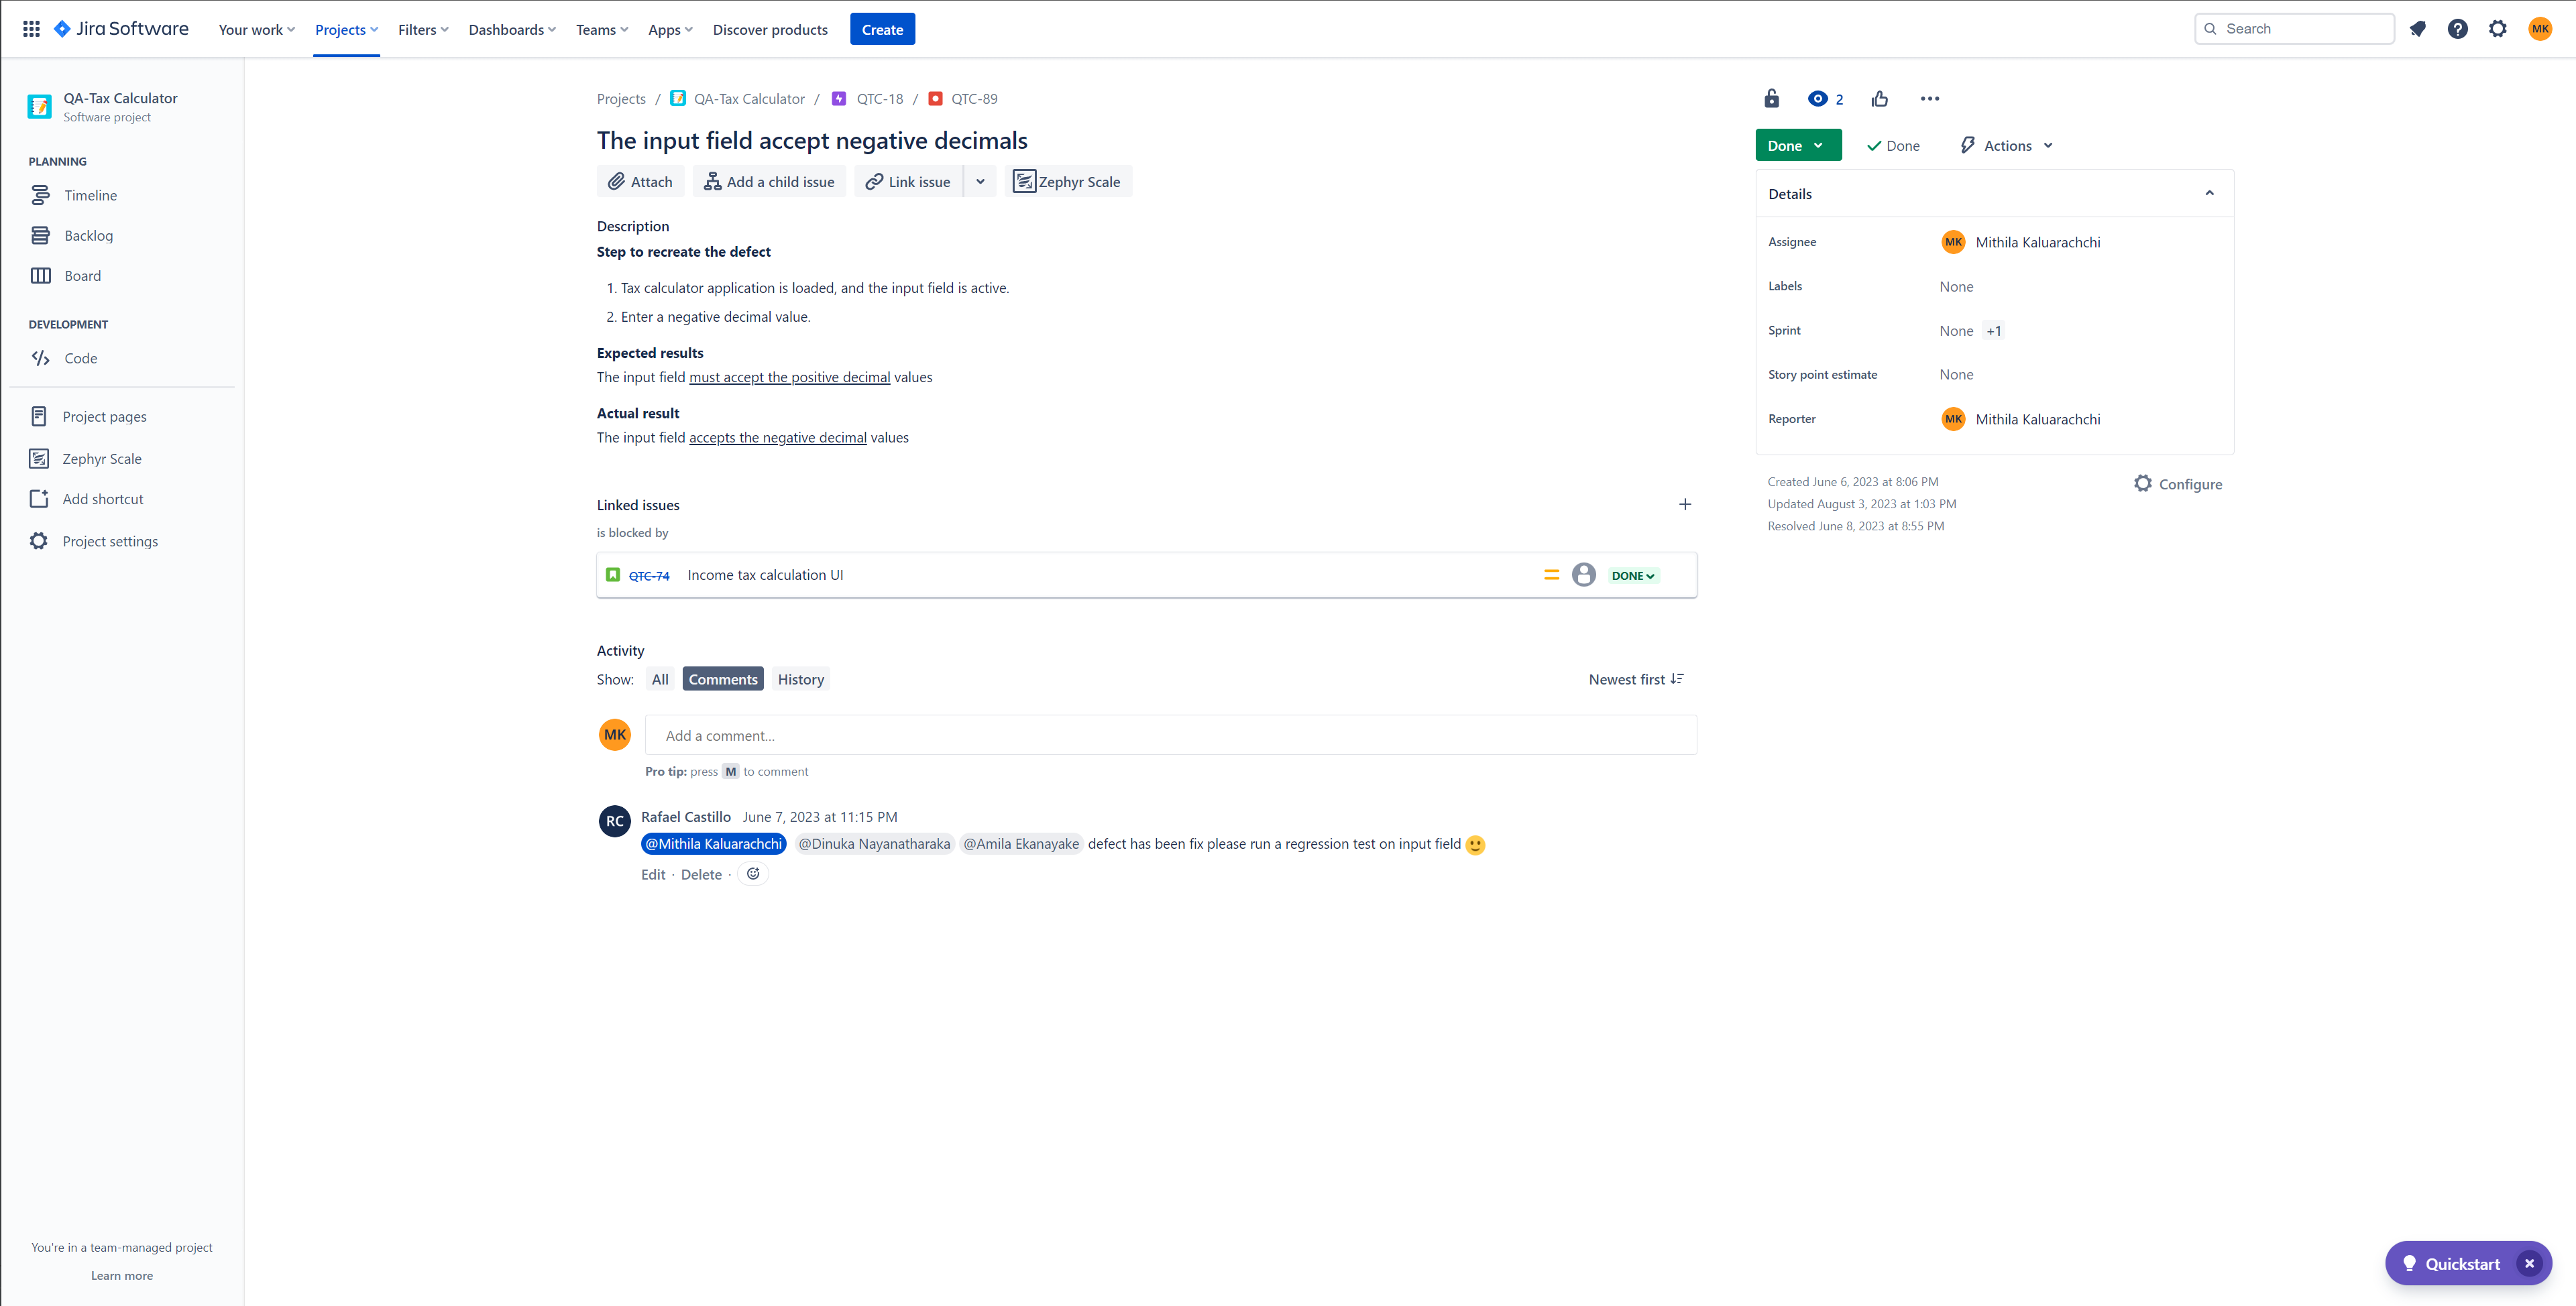 Jira Software Your work Projects Filters Dashboards Teams Apps Discover products Create Search MK
QA-Tax Calculator
Software project
PLANNING
Timeline
Backlog
Board
DEVELOPMENT
Code
Project pages
Zephyr Scale
Add shortcut
Project settings
You're in a team-managed project
Learn more
Projects / QA-Tax Calculator / QTC-18 / QTC-89
The input field accept negative decimals
Attach Add a child issue Link issue Zephyr Scale
Description
Step to recreate the defect
1. Tax calculator application is loaded, and the input field is active.
2. Enter a negative decimal value.
Expected results
The input field must accept the positive decimal values
Actual result
The input field accepts the negative decimal values
Linked issues
is blocked by
QTC-74 Income tax calculation UI DONE
Activity
Show: All Comments History Newest first
MK Add a comment...
Pro tip: press M to comment
RC Rafael Castillo June 7, 2023 at 11:15 PM
@Mithila Kaluarachchi @Dinuka Nayanatharaka @Amila Ekanayake defect has been fix please run a regression test on input field
Edit · Delete ·
2
Done Done Actions
Details
Assignee MK Mithila Kaluarachchi
Labels None
Sprint None +1
Story point estimate None
Reporter MK Mithila Kaluarachchi
Created June 6, 2023 at 8:06 PM
Updated August 3, 2023 at 1:03 PM
Resolved June 8, 2023 at 8:55 PM
Configure
Quickstart